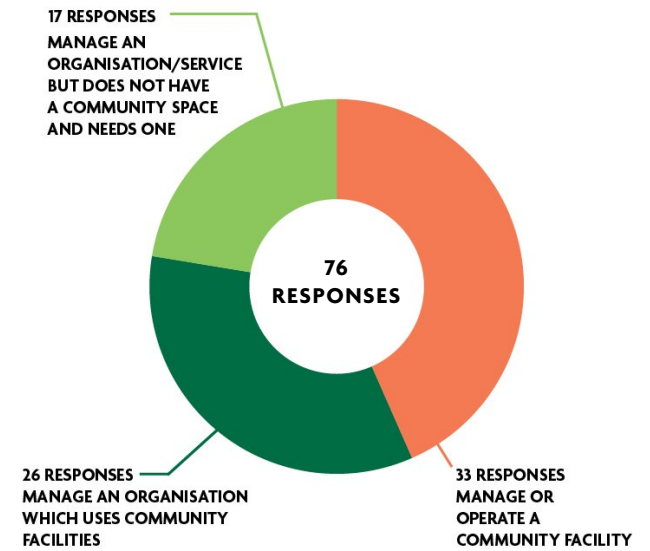 17 RESPONSES
MANAGE AN
ORGANISATION/SERVICE
BUT DOES NOT HAVE
A COMMUNITY SPACE
AND NEEDS ONE
76
RESPONSES
26 RESPONSES
MANAGE AN ORGANISATION
WHICH USES COMMUNITY
FACILITIES
33 RESPONSES
MANAGE OR
OPERATE A
COMMUNITY FACILITY